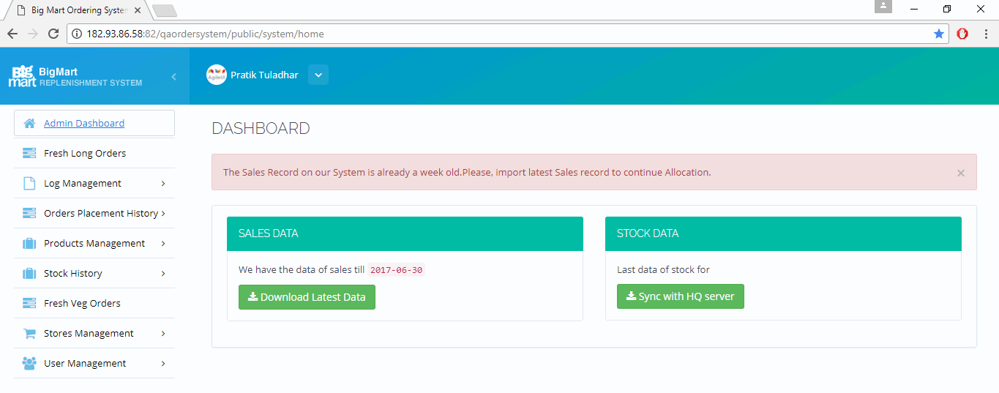 Big Mart Ordering System
182.93.86.58:82/qaordersystem/public/system/home
Big mart
BigMart
REPLENISHMENT SYSTEM
AgileUI
Pratik Tuladhar
Admin Dashboard
Fresh Long Orders
Log Management
Orders Placement History
Products Management
Stock History
Fresh Veg Orders
Stores Management
User Management
DASHBOARD
The Sales Record on our System is already a week old.Please, import latest Sales record to continue Allocation.
×
SALES DATA
We have the data of sales till 2017-06-30
Download Latest Data
STOCK DATA
Last data of stock for
Sync with HQ server